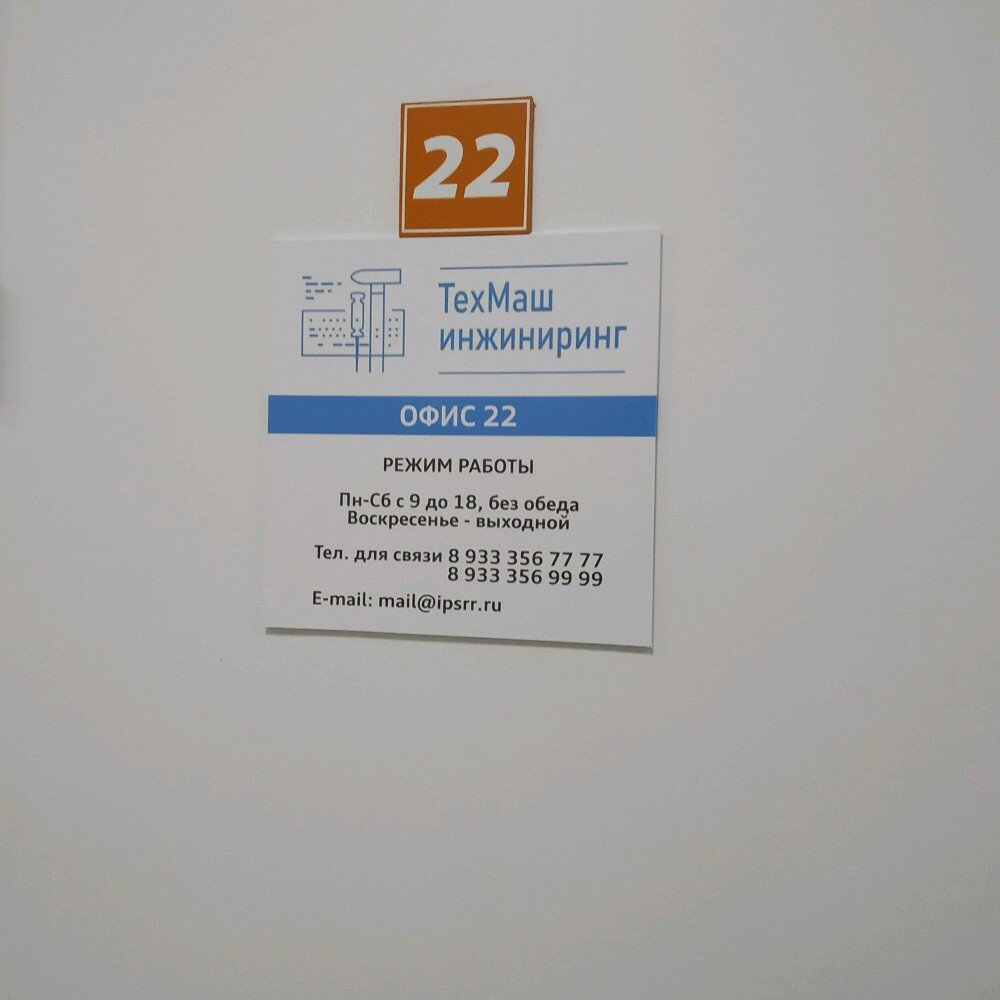 22
ТехМаш
инжиниринг
ОФИС 22
РЕЖИМ РАБОТЫ
Пн-Сб с 9 до 18, без обеда
Воскресенье - выходной
Тел. для связи 8 933 356 77 77
8 933 356 99 99
E-mail: mail@ipsrr.ru